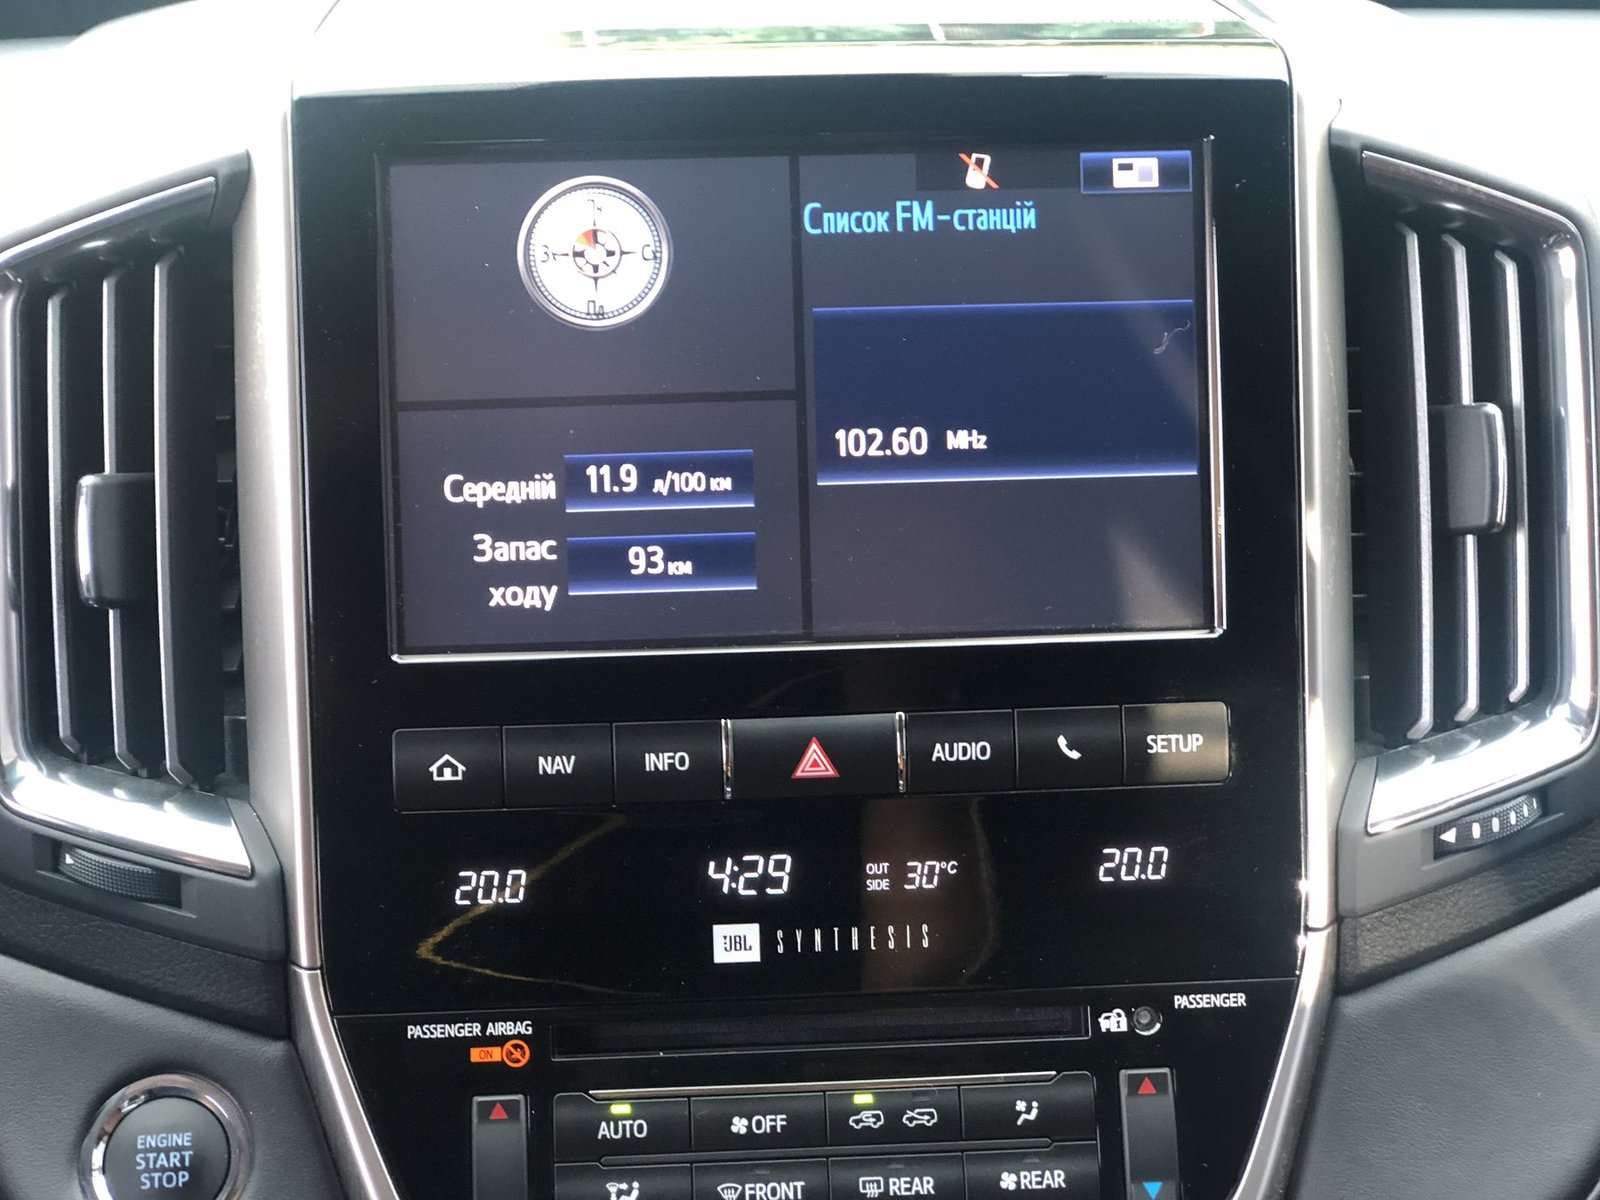 Пн
З
С
Пд
Список FM-станцій
102.60 MHz
Середній 11.9 л/100 км
Запас
ходу
93 км
NAV
INFO
AUDIO
SETUP
20.0
4:29
OUT
SIDE
30°C
20.0
JBL SYNTHESIS
PASSENGER AIRBAG
ON
PASSENGER
ENGINE
START
STOP
AUTO
OFF
FRONT
REAR
REAR